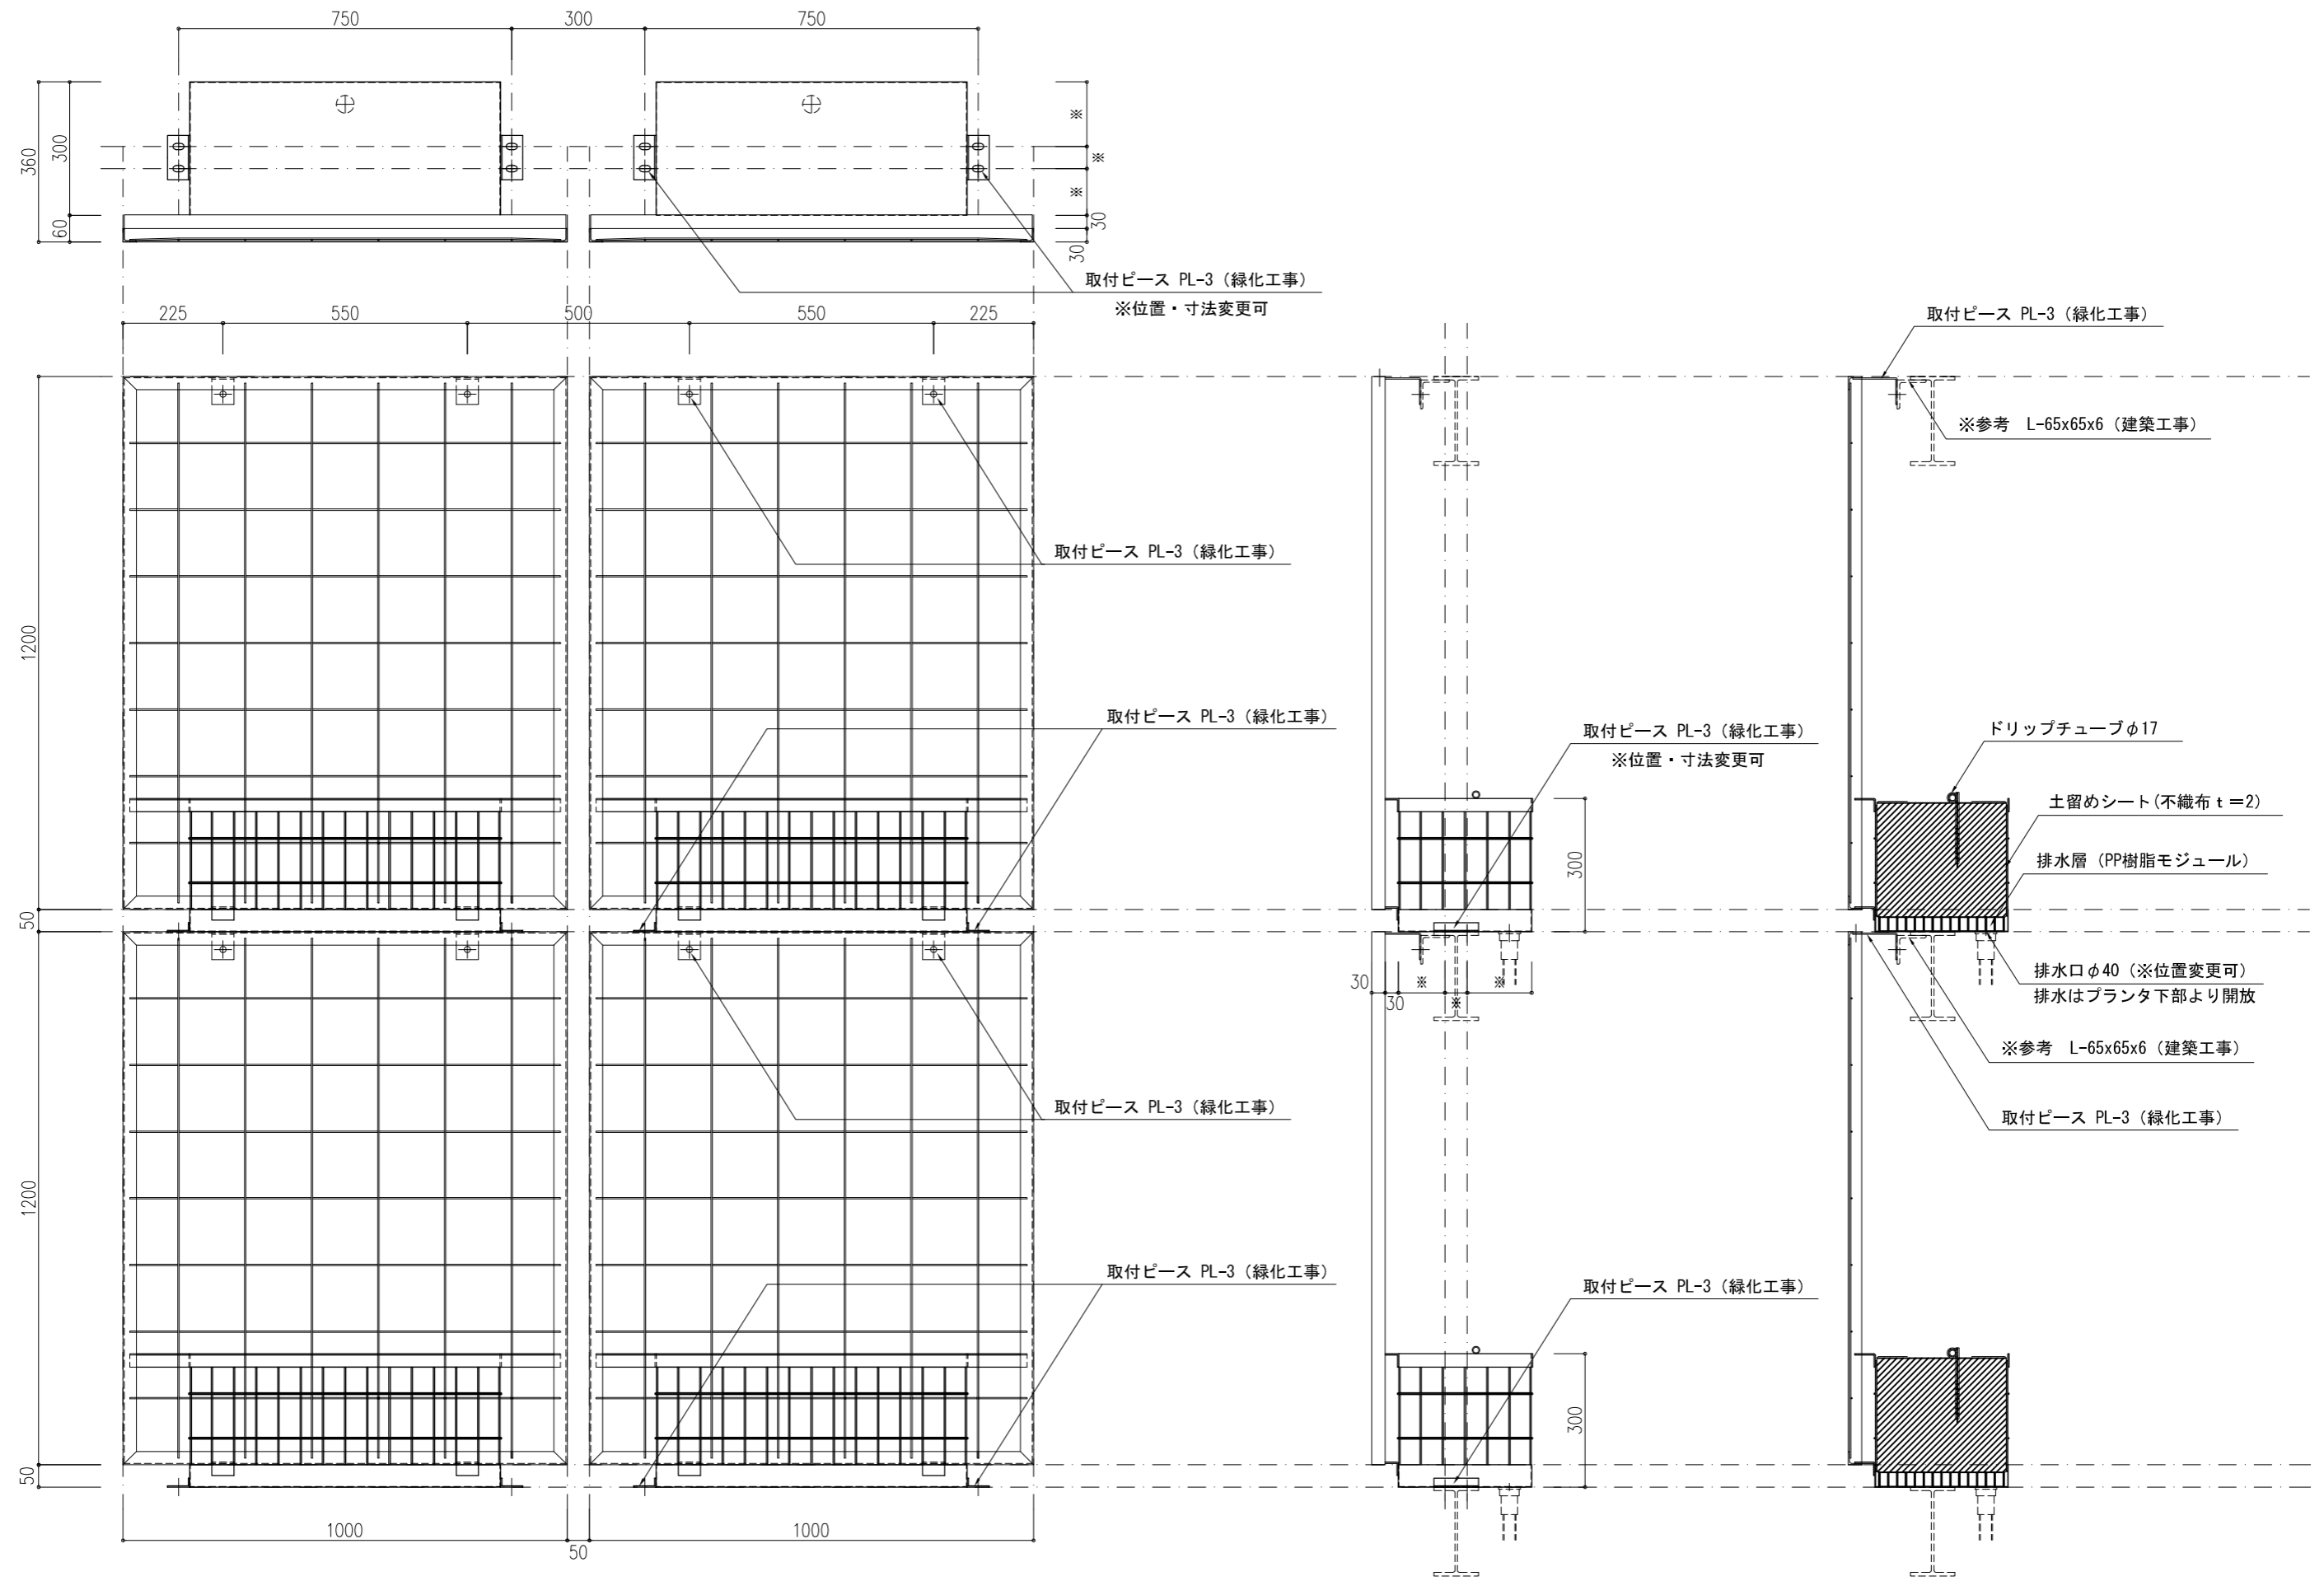 750
300
750
360
300
60
※
※
※
30
30
取付ピース PL-3（緑化工事）
※位置・寸法変更可
225
550
500
550
225
取付ピース PL-3（緑化工事）
※参考　L-65x65x6（建築工事）
取付ピース PL-3（緑化工事）
1200
取付ピース PL-3（緑化工事）
取付ピース PL-3（緑化工事）
※位置・寸法変更可
ドリップチューブφ17
土留めシート(不織布ｔ＝2)
排水層（PP樹脂モジュール）
300
50
30
30
※
※
※
排水口φ40（※位置変更可）
排水はプランタ下部より開放
※参考　L-65x65x6（建築工事）
取付ピース PL-3（緑化工事）
取付ピース PL-3（緑化工事）
1200
取付ピース PL-3（緑化工事）
取付ピース PL-3（緑化工事）
300
50
1000
50
1000